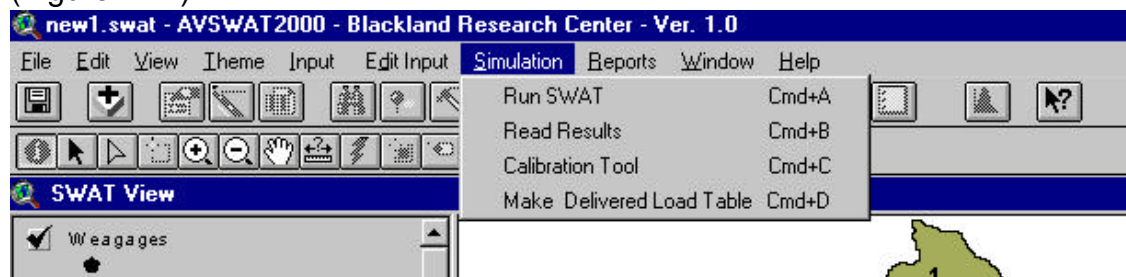 new1.swat - AVSWAT2000 - Blackland Research Center - Ver. 1.0
File Edit View Theme Input Edit Input Simulation Reports Window Help
Run SWAT Cmd+A
Read Results Cmd+B
Calibration Tool Cmd+C
Make Delivered Load Table Cmd+D
SWAT View
Weagages
1